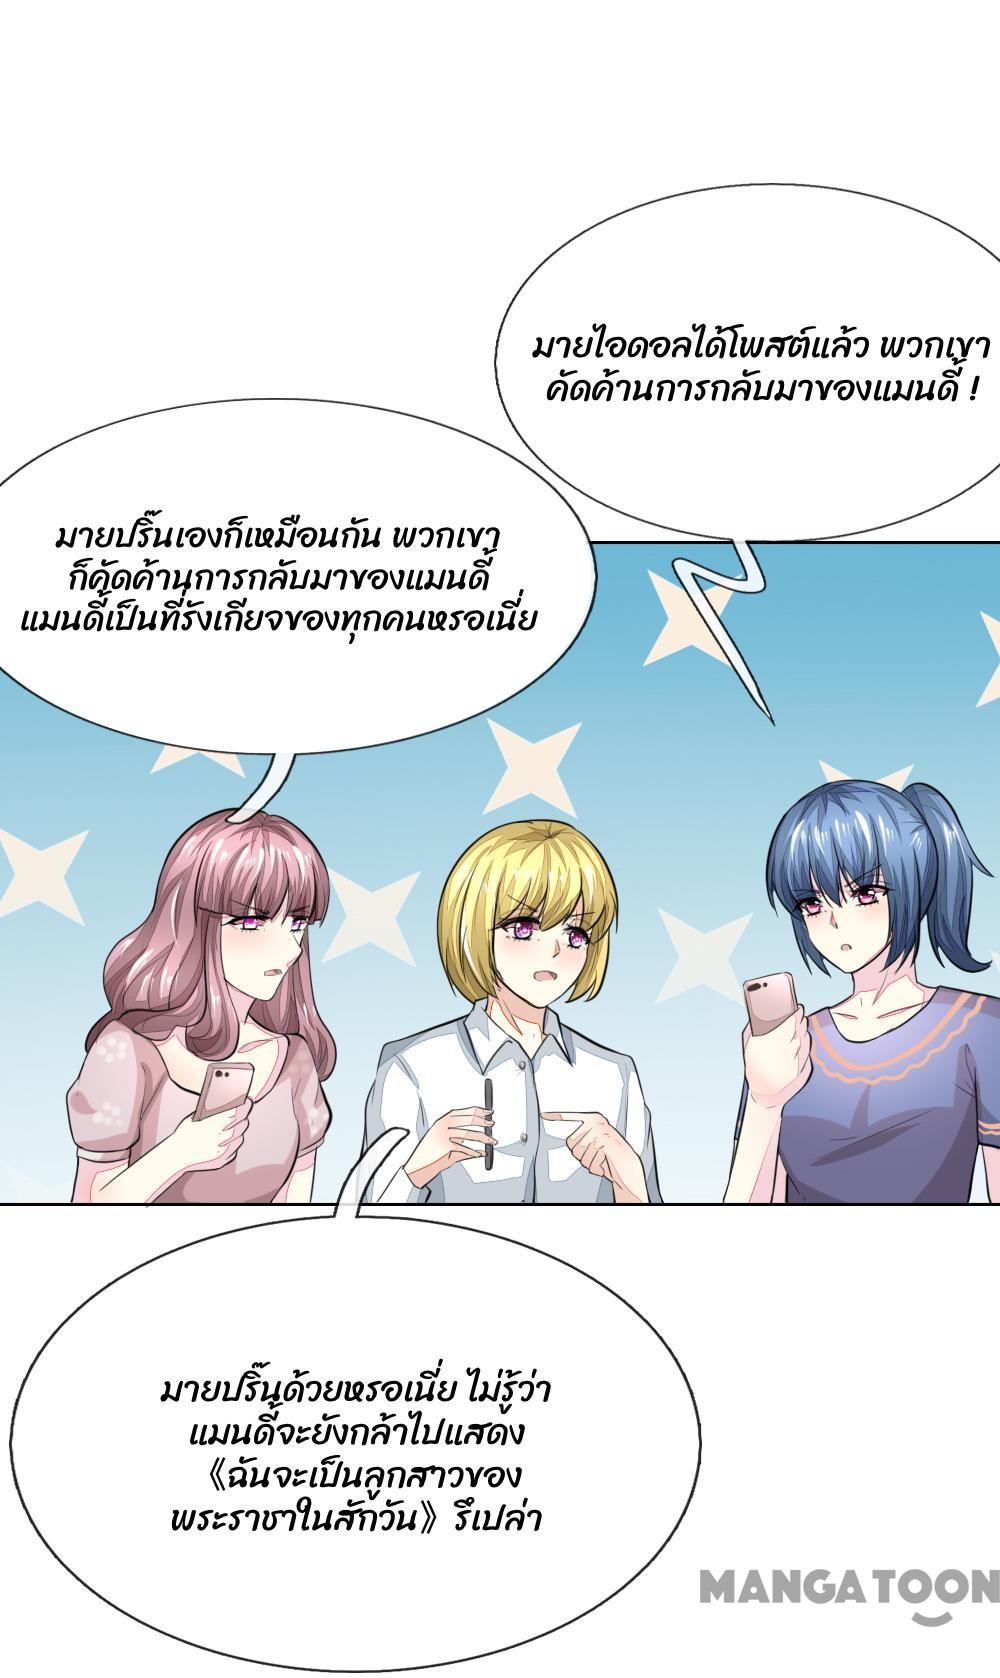 มายไอดอลได้โพสต์แล้ว พวกเขา
คัดค้านการกลับมาของแมนดี้ !
มายปริ๊นเองก็เหมือนกัน พวกเขา
ก็คัดค้านการกลับมาของแมนดี้
แมนดี้เป็นที่รังเกียจของทุกคนหรอเนี่ย
มายปริ๊นด้วยหรอเนี่ย ไม่รู้ว่า
แมนดี้จะยังกล้าไปแสดง
《ฉันจะเป็นลูกสาวของ
พระราชาในสักวัน》 รึเปล่า
MANGATOON